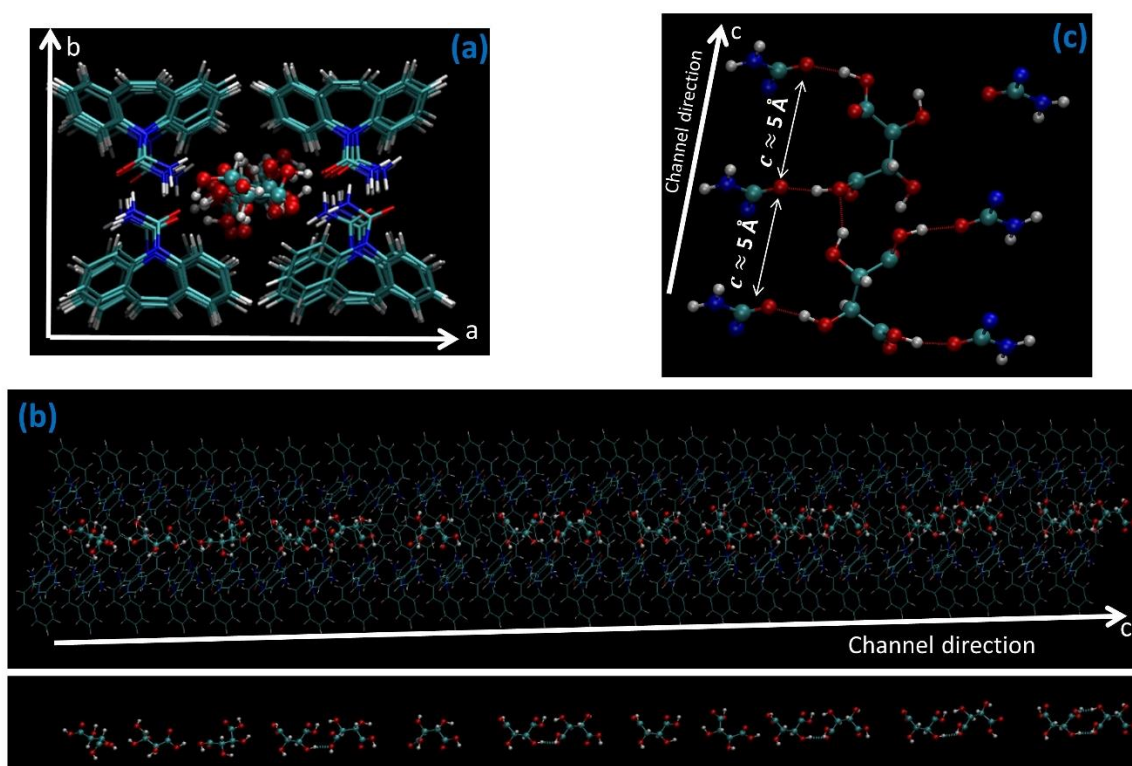 b
(a)
a
c
(c)
Channel direction
c ≈ 5 Å
c ≈ 5 Å
(b)
c
Channel direction